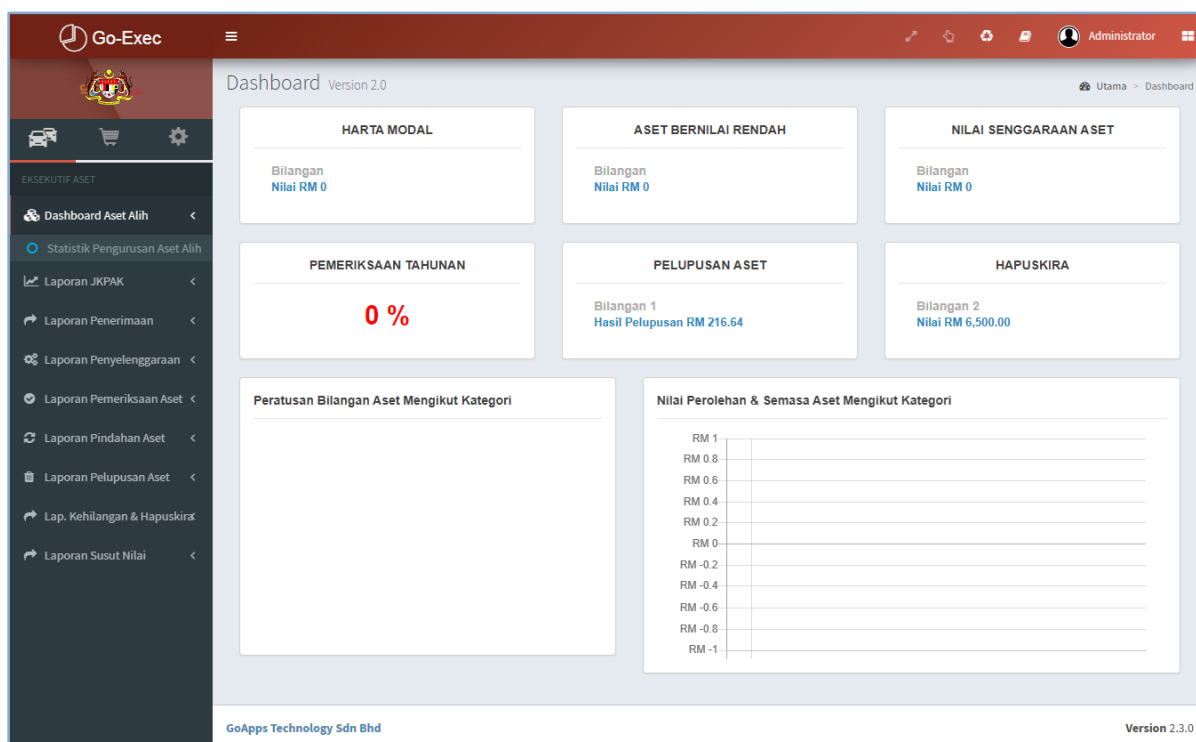 Go-Exec
Administrator
EKSEKUTIF ASET
Dashboard Aset Alih
Statistik Pengurusan Aset Alih
Laporan JKPAK
Laporan Penerimaan
Laporan Penyelenggaraan
Laporan Pemeriksaan Aset
Laporan Pindahan Aset
Laporan Pelupusan Aset
Lap. Kehilangan & Hapuskira
Laporan Susut Nilai
Dashboard Version 2.0
Utama > Dashboard
HARTA MODAL
Bilangan
Nilai RM 0
ASET BERNILAI RENDAH
Bilangan
Nilai RM 0
NILAI SENGGARAAN ASET
Bilangan
Nilai RM 0
PEMERIKSAAN TAHUNAN
0 %
PELUPUSAN ASET
Bilangan 1
Hasil Pelupusan RM 216.64
HAPUSKIRA
Bilangan 2
Nilai RM 6,500.00
Peratusan Bilangan Aset Mengikut Kategori
Nilai Perolehan & Semasa Aset Mengikut Kategori
RM 1
RM 0.8
RM 0.6
RM 0.4
RM 0.2
RM 0
RM -0.2
RM -0.4
RM -0.6
RM -0.8
RM -1
GoApps Technology Sdn Bhd
Version 2.3.0